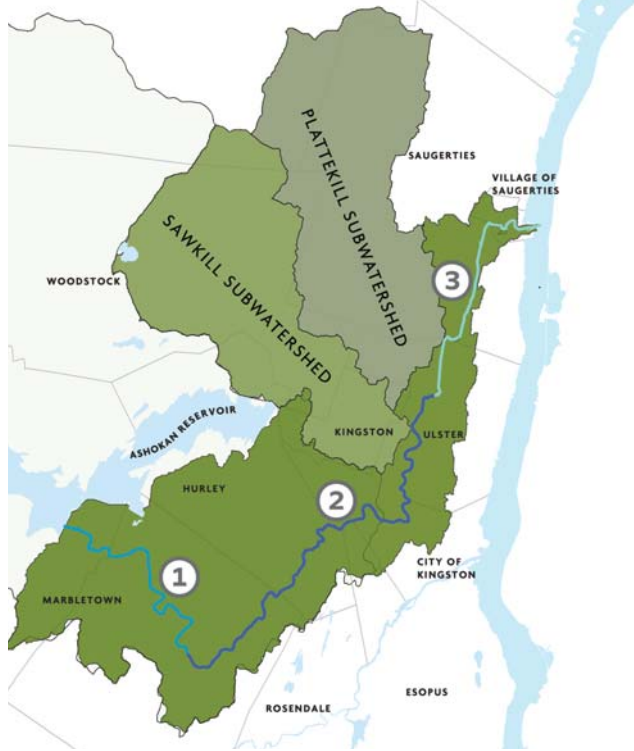 PLATTEKILL SUBWATERSHED
SAUGERTIES
VILLAGE OF
SAUGERTIES
SAWKILL SUBWATERSHED
3
WOODSTOCK
ASHOKAN RESERVOIR
KINGSTON
ULSTER
HURLEY
2
CITY OF
KINGSTON
1
MARBLETOWN
ROSENDALE
ESOPUS